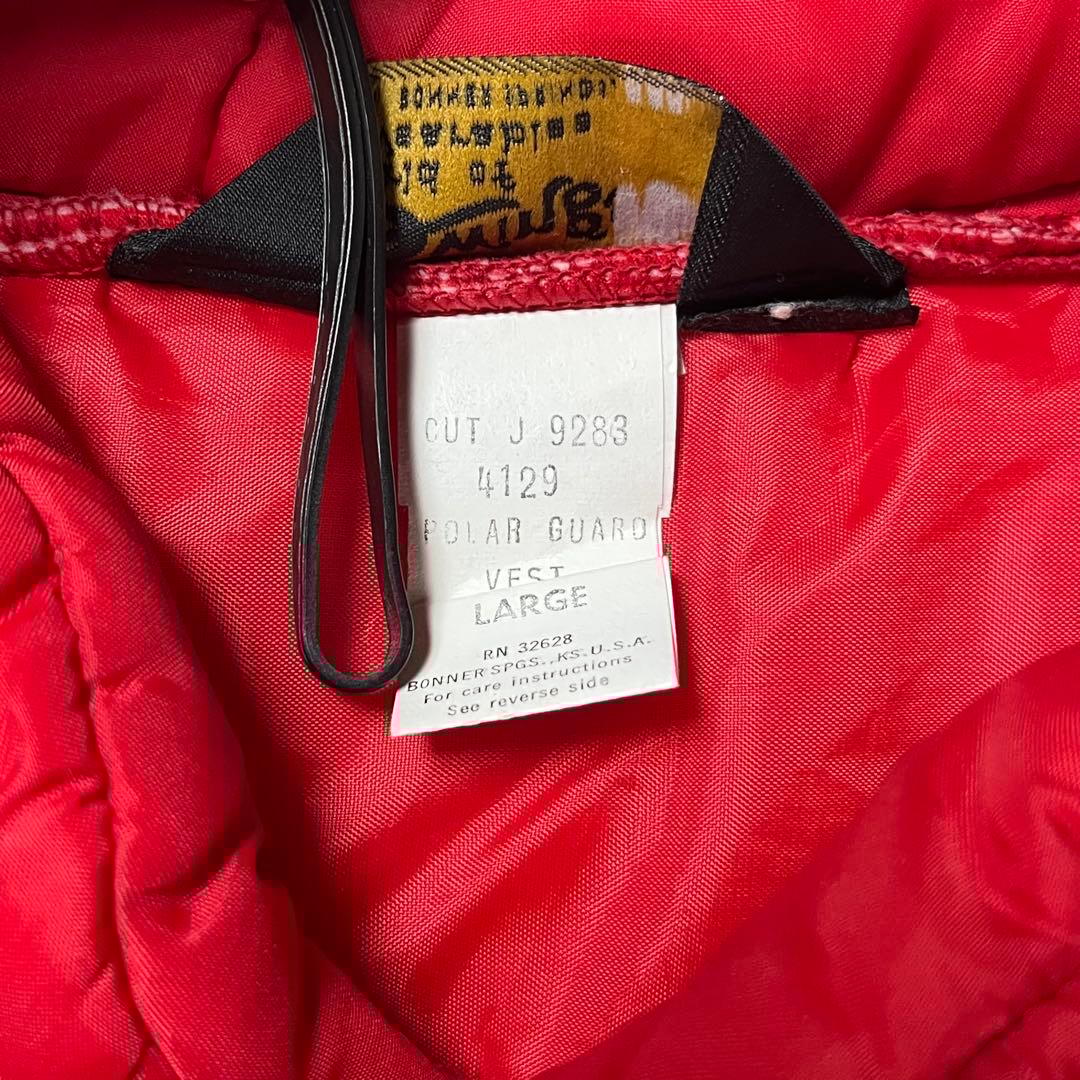 CUT J 9283
4129
POLAR GUARD
VEST
LARGE
RN 32628
BONNER SPGS., KS. U.S.A.
For care instructions
See reverse side